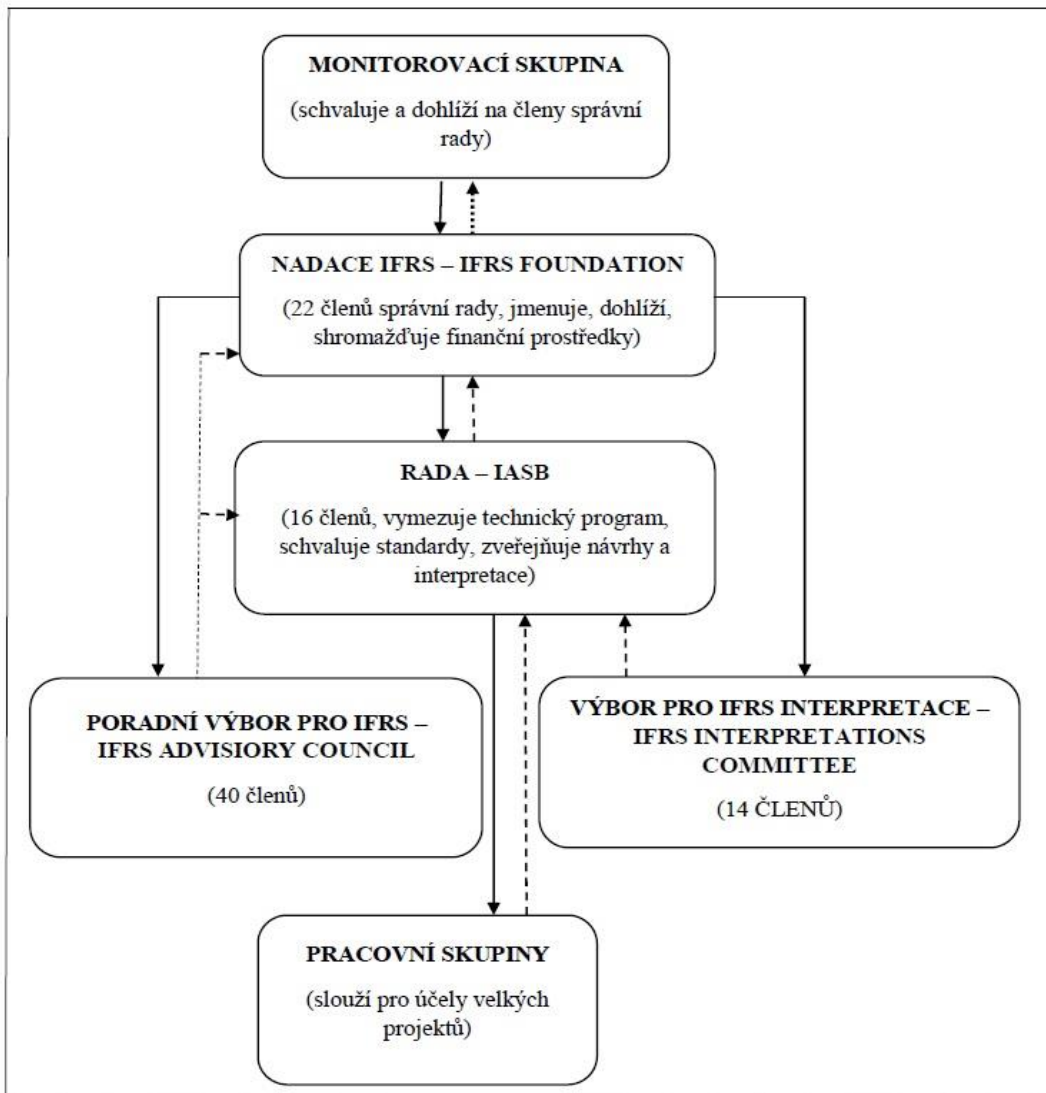 MONITOROVACÍ SKUPINA
(schvaluje a dohlíží na členy správní
rady)
NADACE IFRS – IFRS FOUNDATION
(22 členů správní rady, jmenuje, dohlíží,
shromažďuje finanční prostředky)
RADA – IASB
(16 členů, vymezuje technický program,
schvaluje standardy, zveřejňuje návrhy a
interpretace)
PORADNÍ VÝBOR PRO IFRS –
IFRS ADVISIORY COUNCIL
(40 členů)
VÝBOR PRO IFRS INTERPRETACE –
IFRS INTERPRETATIONS
COMMITTEE
(14 ČLENŮ)
PRACOVNÍ SKUPINY
(slouží pro účely velkých
projektů)